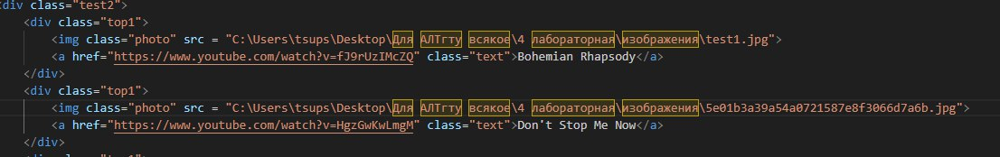 <div class="test2">
<div class="top1">
<img class="photo" src = "C:\Users\tsups\Desktop\Для АЛТгту всякое\4 лабораторная\изображения\test1.jpg">
<a href="https://www.youtube.com/watch?v=fJ9rUzIMcZQ" class="text">Bohemian Rhapsody</a>
</div>
<div class="top1">
<img class="photo" src = "C:\Users\tsups\Desktop\Для АЛТгту всякое\4 лабораторная\изображения\5e01b3a39a54a0721587e8f3066d7a6b.jpg">
<a href="https://www.youtube.com/watch?v=HgzGwKwLmgM" class="text">Don't Stop Me Now</a>
</div>